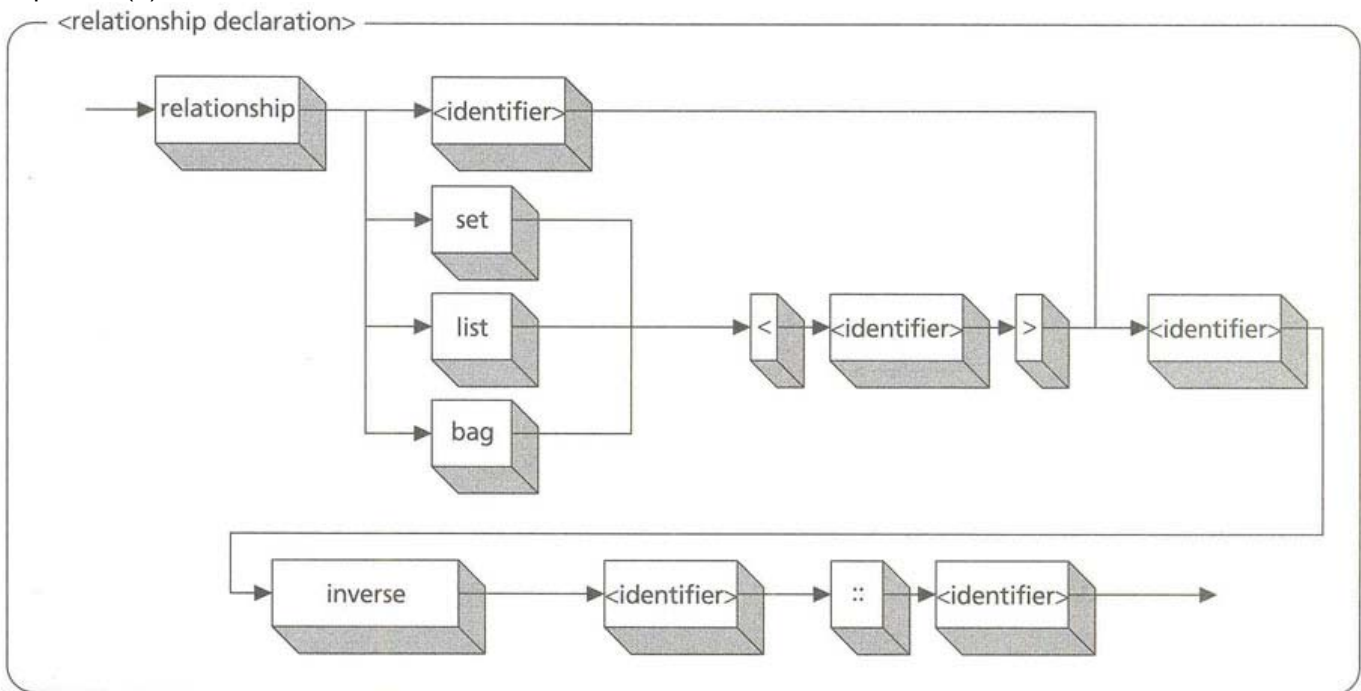 <relationship declaration>
relationship
<identifier>
set
list
<
<identifier>
>
<identifier>
bag
inverse
<identifier>
::
<identifier>